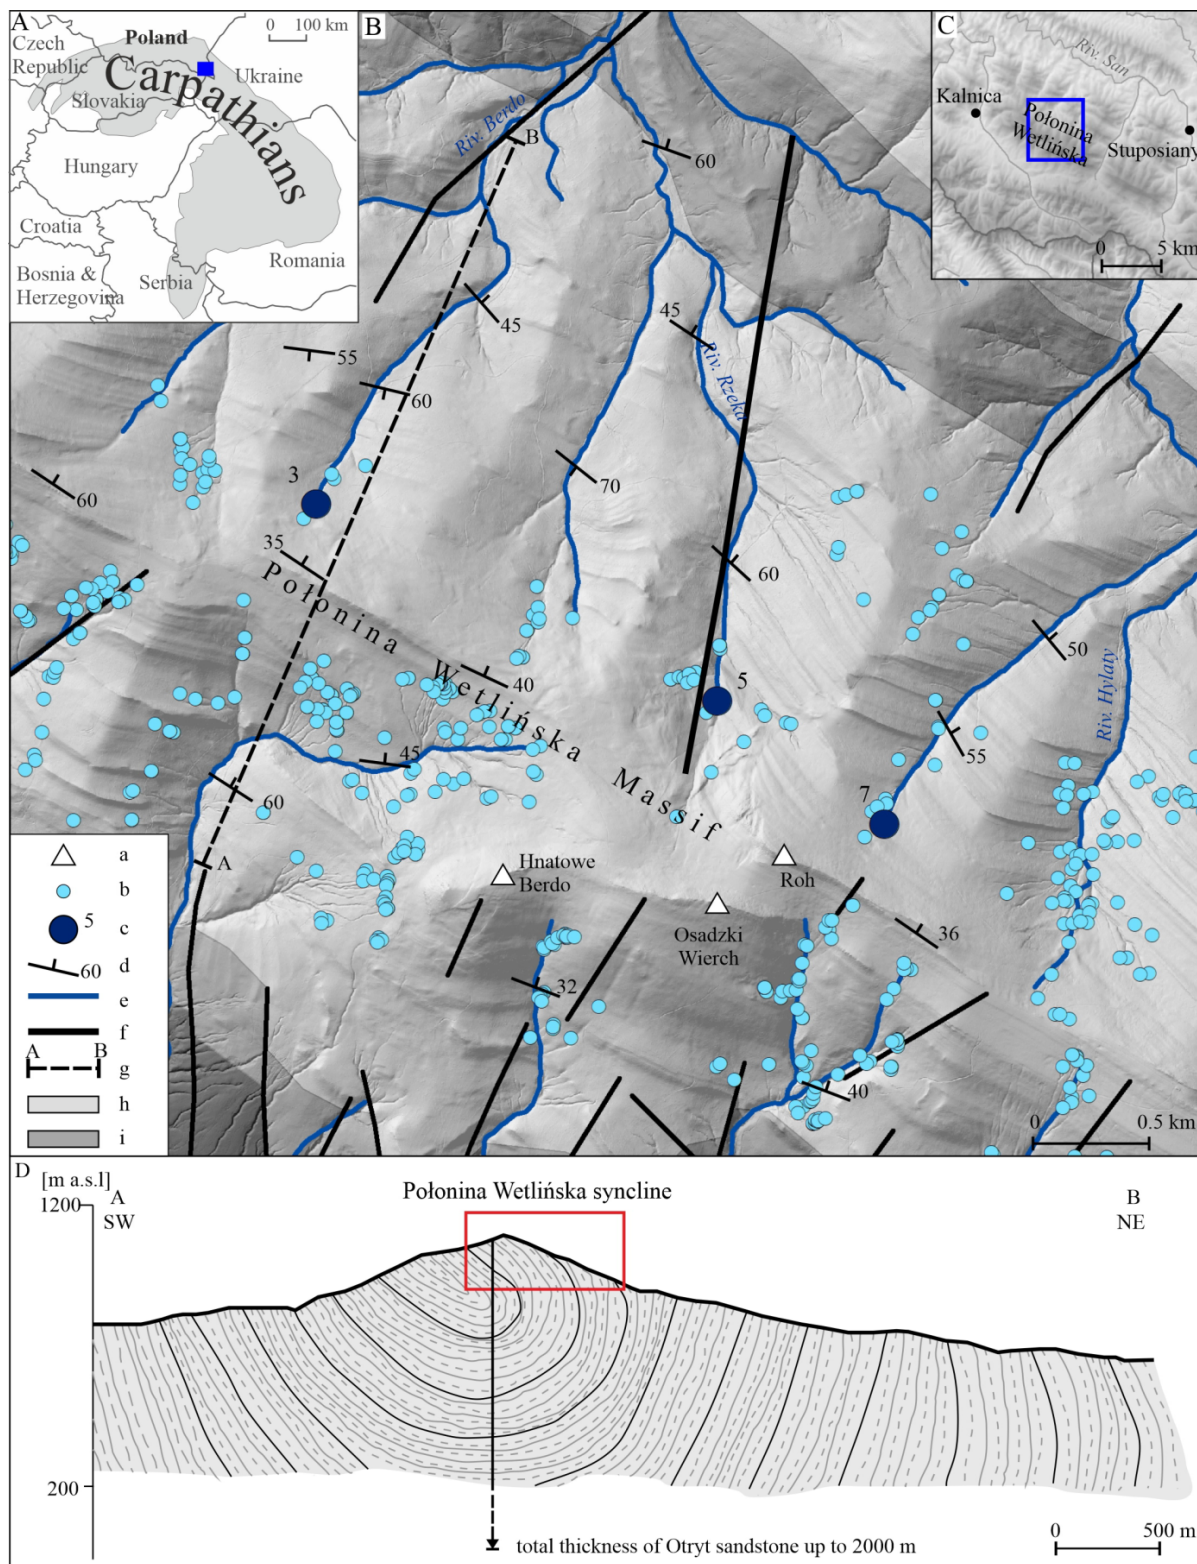 A
0 100 km
Czech
Republic
Poland
Ukraine
Carpathians
Slovakia
Hungary
Croatia
Romania
Bosnia &
Herzegovina
Serbia
B
Riv. Berdo
B
60
C
Riv. San
Kalnica
Połonina
Wetlińska
Stuposiany
0 5 km
45
45
55
Riv. Rzeka
60
3
60
70
35
60
50
Połonina Wetlińska Massif
40
5
Riv. Hylaty
45
55
60
7
A
Hnatowe
Berdo
Roh
Osadzki
Wierch
36
32
40
0 0.5 km
a
b
5 c
60 d
e
f
A B
g
h
i
D
[m a.s.l]
1200
A
SW
Połonina Wetlińska syncline
B
NE
200
total thickness of Otryt sandstone up to 2000 m
0 500 m